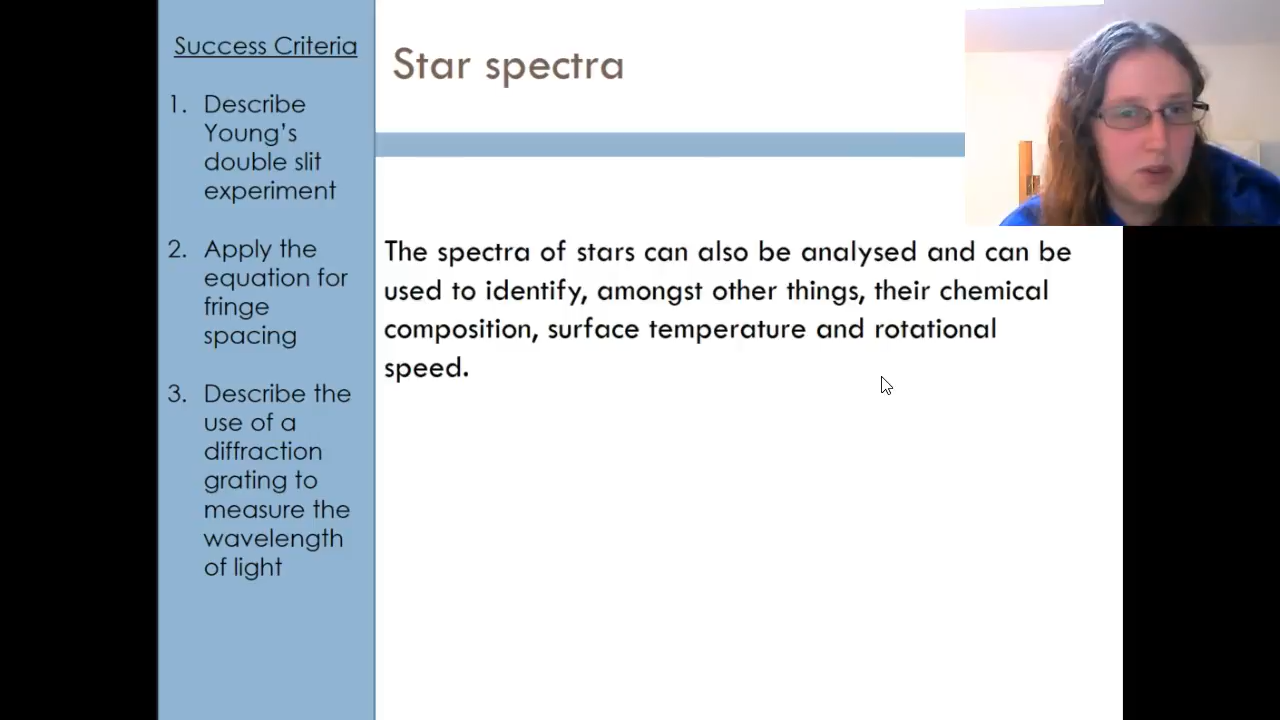 Success Criteria
1. Describe
Young's
double slit
experiment
2. Apply the
equation for
fringe
spacing
3. Describe the
use of a
diffraction
grating to
measure the
wavelength
of light
Star spectra
The spectra of stars can also be analysed and can be
used to identify, amongst other things, their chemical
composition, surface temperature and rotational
speed.